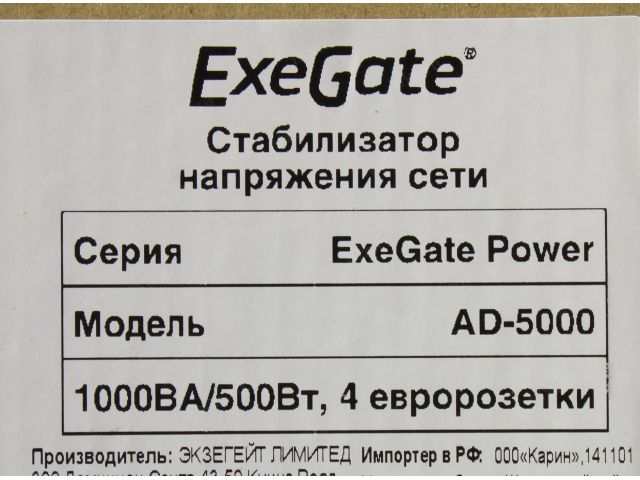 ExeGate®
Стабилизатор
напряжения сети
Серия ExeGate Power
Модель AD-5000
1000ВА/500Вт, 4 евророзетки
Производитель: ЭКЗЕГЕЙТ ЛИМИТЕД Импортер в РФ: ООО«Карин»,141101